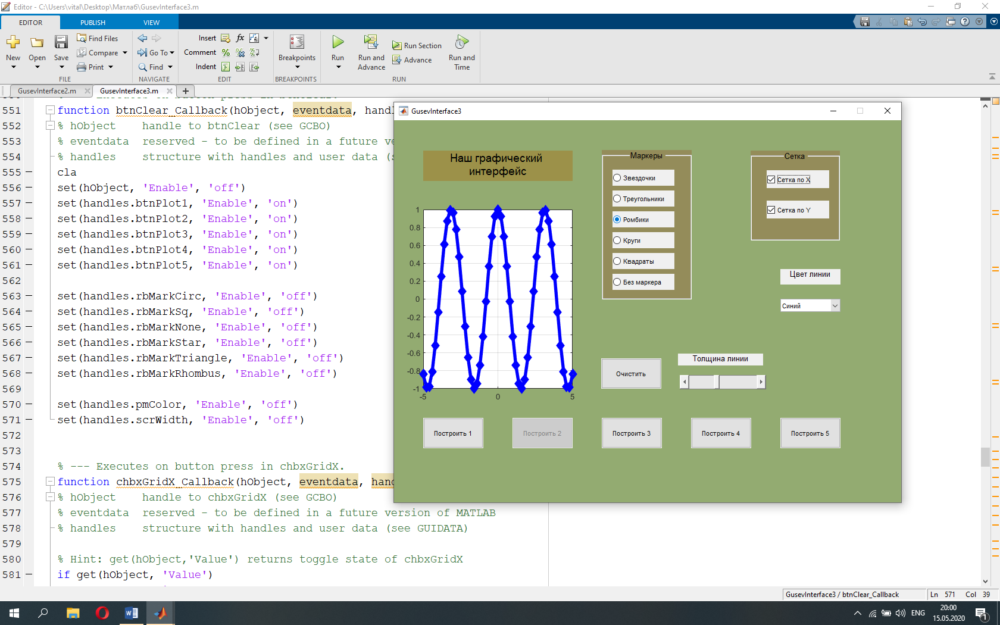 Editor - C:\Users\vital\Desktop\Матлаб\GusevInterface3.m
EDITOR PUBLISH VIEW
New
Open
Save
Find Files
Compare
Print
FILE
Go To
Find
NAVIGATE
Insert fx
Comment
Indent
EDIT
Breakpoints
BREAKPOINTS
Run
Run and Advance
Run Section
Advance
Run and Time
RUN
GusevInterface2.m
GusevInterface3.m
551 function btnClear_Callback(hObject, eventdata,
552 % hObject    handle to btnClear (see GCBO)
553 % eventdata  reserved - to be defined in a future
554 % handles    structure with handles and user data
555 cla
556 set(hObject, 'Enable', 'off')
557 set(handles.btnPlot1, 'Enable', 'on')
558 set(handles.btnPlot2, 'Enable', 'on')
559 set(handles.btnPlot3, 'Enable', 'on')
560 set(handles.btnPlot4, 'Enable', 'on')
561 set(handles.btnPlot5, 'Enable', 'on')
562
563 set(handles.rbMarkCirc, 'Enable', 'off')
564 set(handles.rbMarkSq, 'Enable', 'off')
565 set(handles.rbMarkNone, 'Enable', 'off')
566 set(handles.rbMarkStar, 'Enable', 'off')
567 set(handles.rbMarkTriangle, 'Enable', 'off')
568 set(handles.rbMarkRhombus, 'Enable', 'off')
569
570 set(handles.pmColor, 'Enable', 'off')
571 set(handles.scrWidth, 'Enable', 'off')
572
573
574 % --- Executes on button press in chbxGridX.
575 function chbxGridX_Callback(hObject, eventdata,
576 % hObject    handle to chbxGridX (see GCBO)
577 % eventdata  reserved - to be defined in a future version of MATLAB
578 % handles    structure with handles and user data (see GUIDATA)
579
580 % Hint: get(hObject,'Value') returns toggle state of chbxGridX
581 if get(hObject, 'Value')
GusevInterface3
Наш графический
интерфейс
Маркеры
Звездочки
Треугольники
Ромбики
Круги
Квадраты
Без маркера
Сетка
Сетка по X
Сетка по Y
Цвет линии
Синий
1
0.8
0.6
0.4
0.2
0
-0.2
-0.4
-0.6
-0.8
-1
-5 0 5
Очистить
Толщина линии
Построить 1
Построить 2
Построить 3
Построить 4
Построить 5
GusevInterface3 / btnClear_Callback
Ln 571 Col 39
ENG
20:00
15.05.2020
1